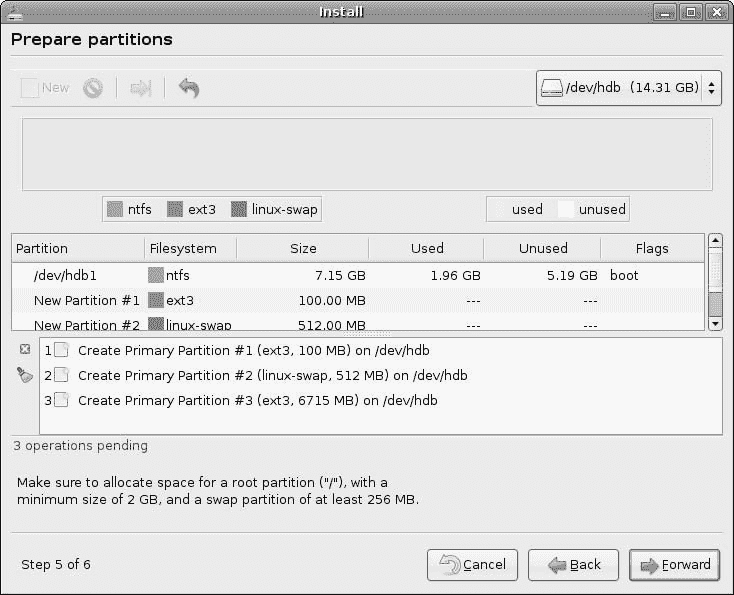 Install
Prepare partitions
New
/dev/hdb (14.31 GB)
ntfs ext3 linux-swap used unused
Partition Filesystem Size Used Unused Flags
/dev/hdb1 ntfs 7.15 GB 1.96 GB 5.19 GB boot
New Partition #1 ext3 100.00 MB --- ---
New Partition #2 linux-swap 512.00 MB --- ---
1 Create Primary Partition #1 (ext3, 100 MB) on /dev/hdb
2 Create Primary Partition #2 (linux-swap, 512 MB) on /dev/hdb
3 Create Primary Partition #3 (ext3, 6715 MB) on /dev/hdb
3 operations pending
Make sure to allocate space for a root partition ("/"), with a
minimum size of 2 GB, and a swap partition of at least 256 MB.
Step 5 of 6 Cancel Back Forward